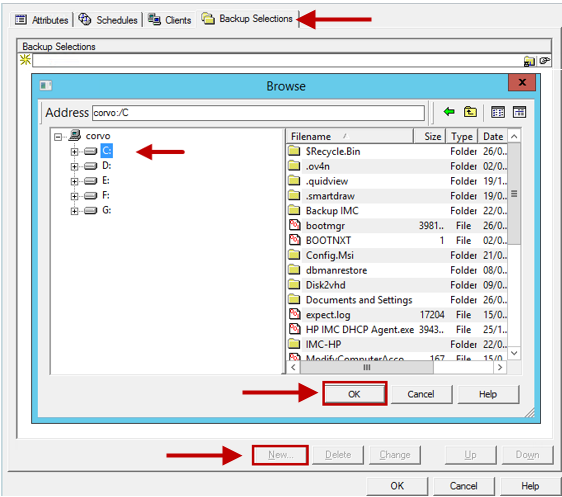 Attributes Schedules Clients Backup Selections
Backup Selections
Browse
Address corvo:/C
corvo
C:
D:
E:
F:
G:
Filename Size Type Date
$Recycle.Bin Folder 26/0..
.ov4n Folder 02/0..
.quidview Folder 19/1..
.smartdraw Folder 19/0..
Backup IMC Folder 22/0..
bootmgr 3981.. File 26/0..
BOOTNXT 1 File 02/0..
Config.Msi Folder 21/0..
dbmanrestore Folder 08/0..
Disk2vhd Folder 09/0..
Documents and Settings Folder 26/0..
expect.log 17204 File 15/0..
HP IMC DHCP Agent.exe 3943.. File 25/1..
IMC-HP Folder 22/0..
ModifyComputerAcco 167 File 15/0
OK Cancel Help
New... Delete Change Up Down
OK Cancel Help